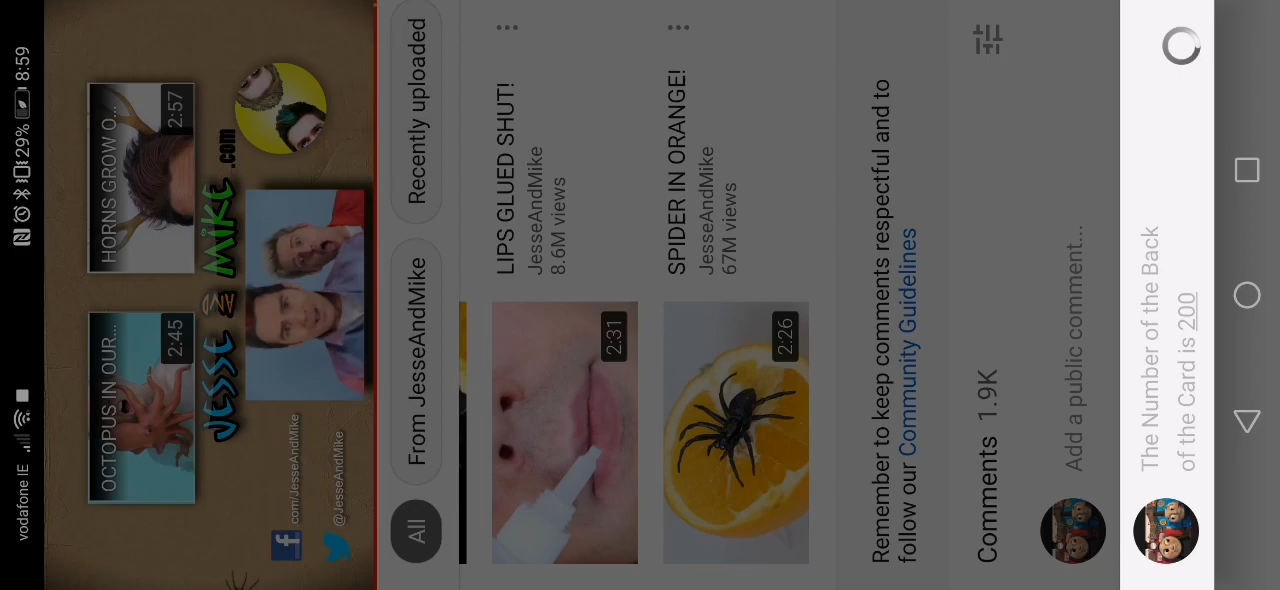 vodafone IE
29%
8:59
OCTOPUS IN OUR...
2:45
HORNS GROW O...
2:57
JESSE AND MIKE .com
.com/JesseAndMike
@JesseAndMike
All
From JesseAndMike
Recently uploaded
LIPS GLUED SHUT!
JesseAndMike
8.6M views
2:31
SPIDER IN ORANGE!
JesseAndMike
67M views
2:26
Remember to keep comments respectful and to
follow our Community Guidelines
Comments 1.9K
Add a public comment...
The Number of the Back
of the Card is 200